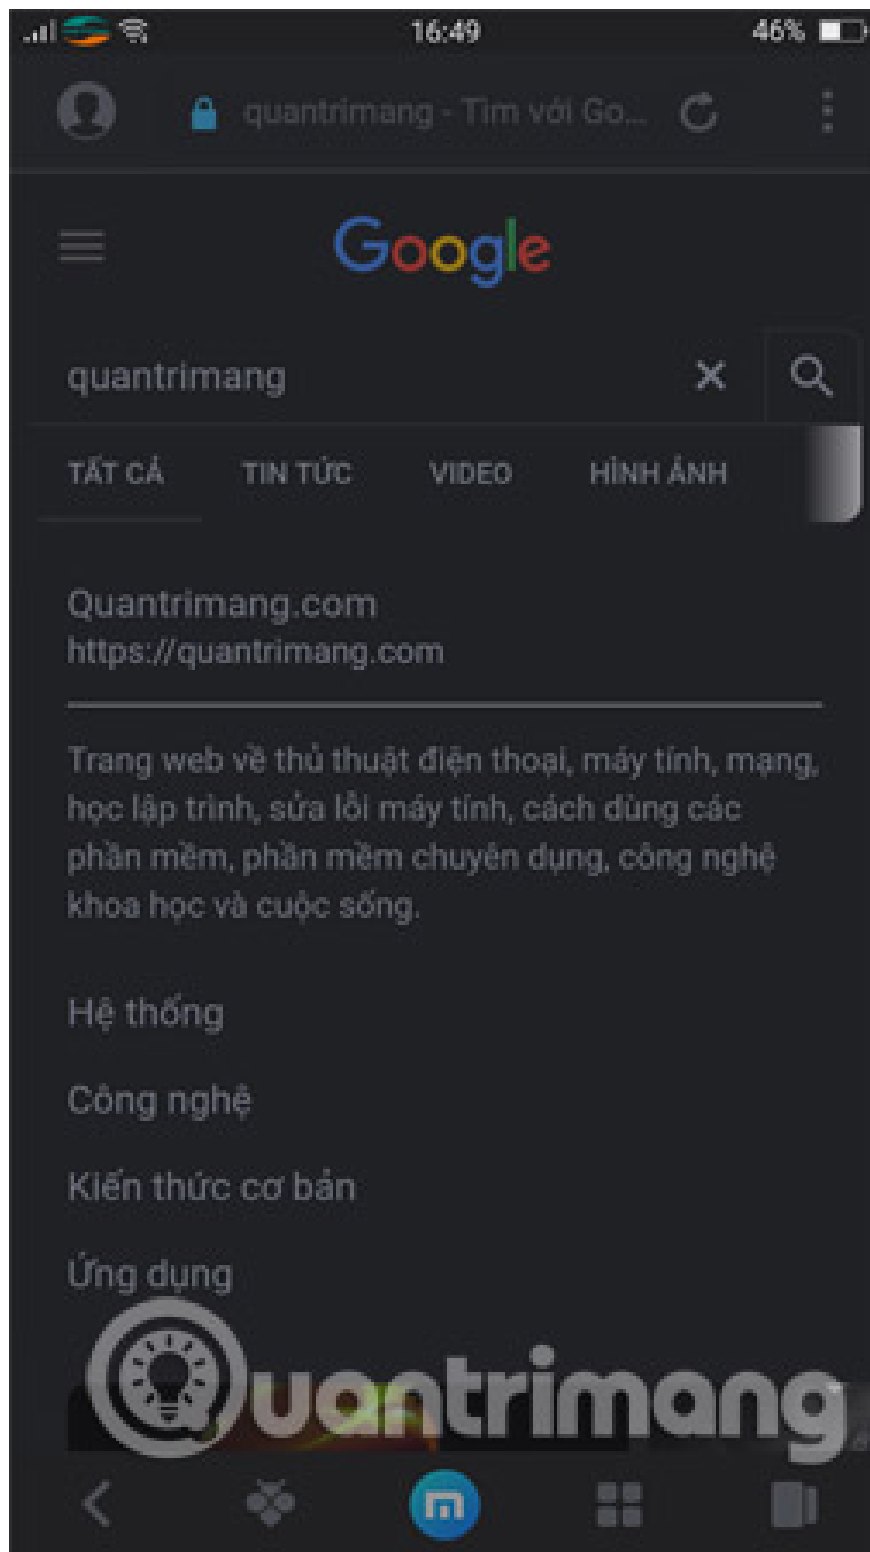 16:49
46%
quantrimang - Tìm với Go...
Google
quantrimang
TẤT CẢ
TIN TỨC
VIDEO
HÌNH ẢNH
Quantrimang.com
https://quantrimang.com
Trang web về thủ thuật điện thoại, máy tính, mạng,
học lập trình, sửa lỗi máy tính, cách dùng các
phần mềm, phần mềm chuyên dụng, công nghệ
khoa học và cuộc sống.
Hệ thống
Công nghệ
Kiến thức cơ bản
Ứng dụng
Quantrimang